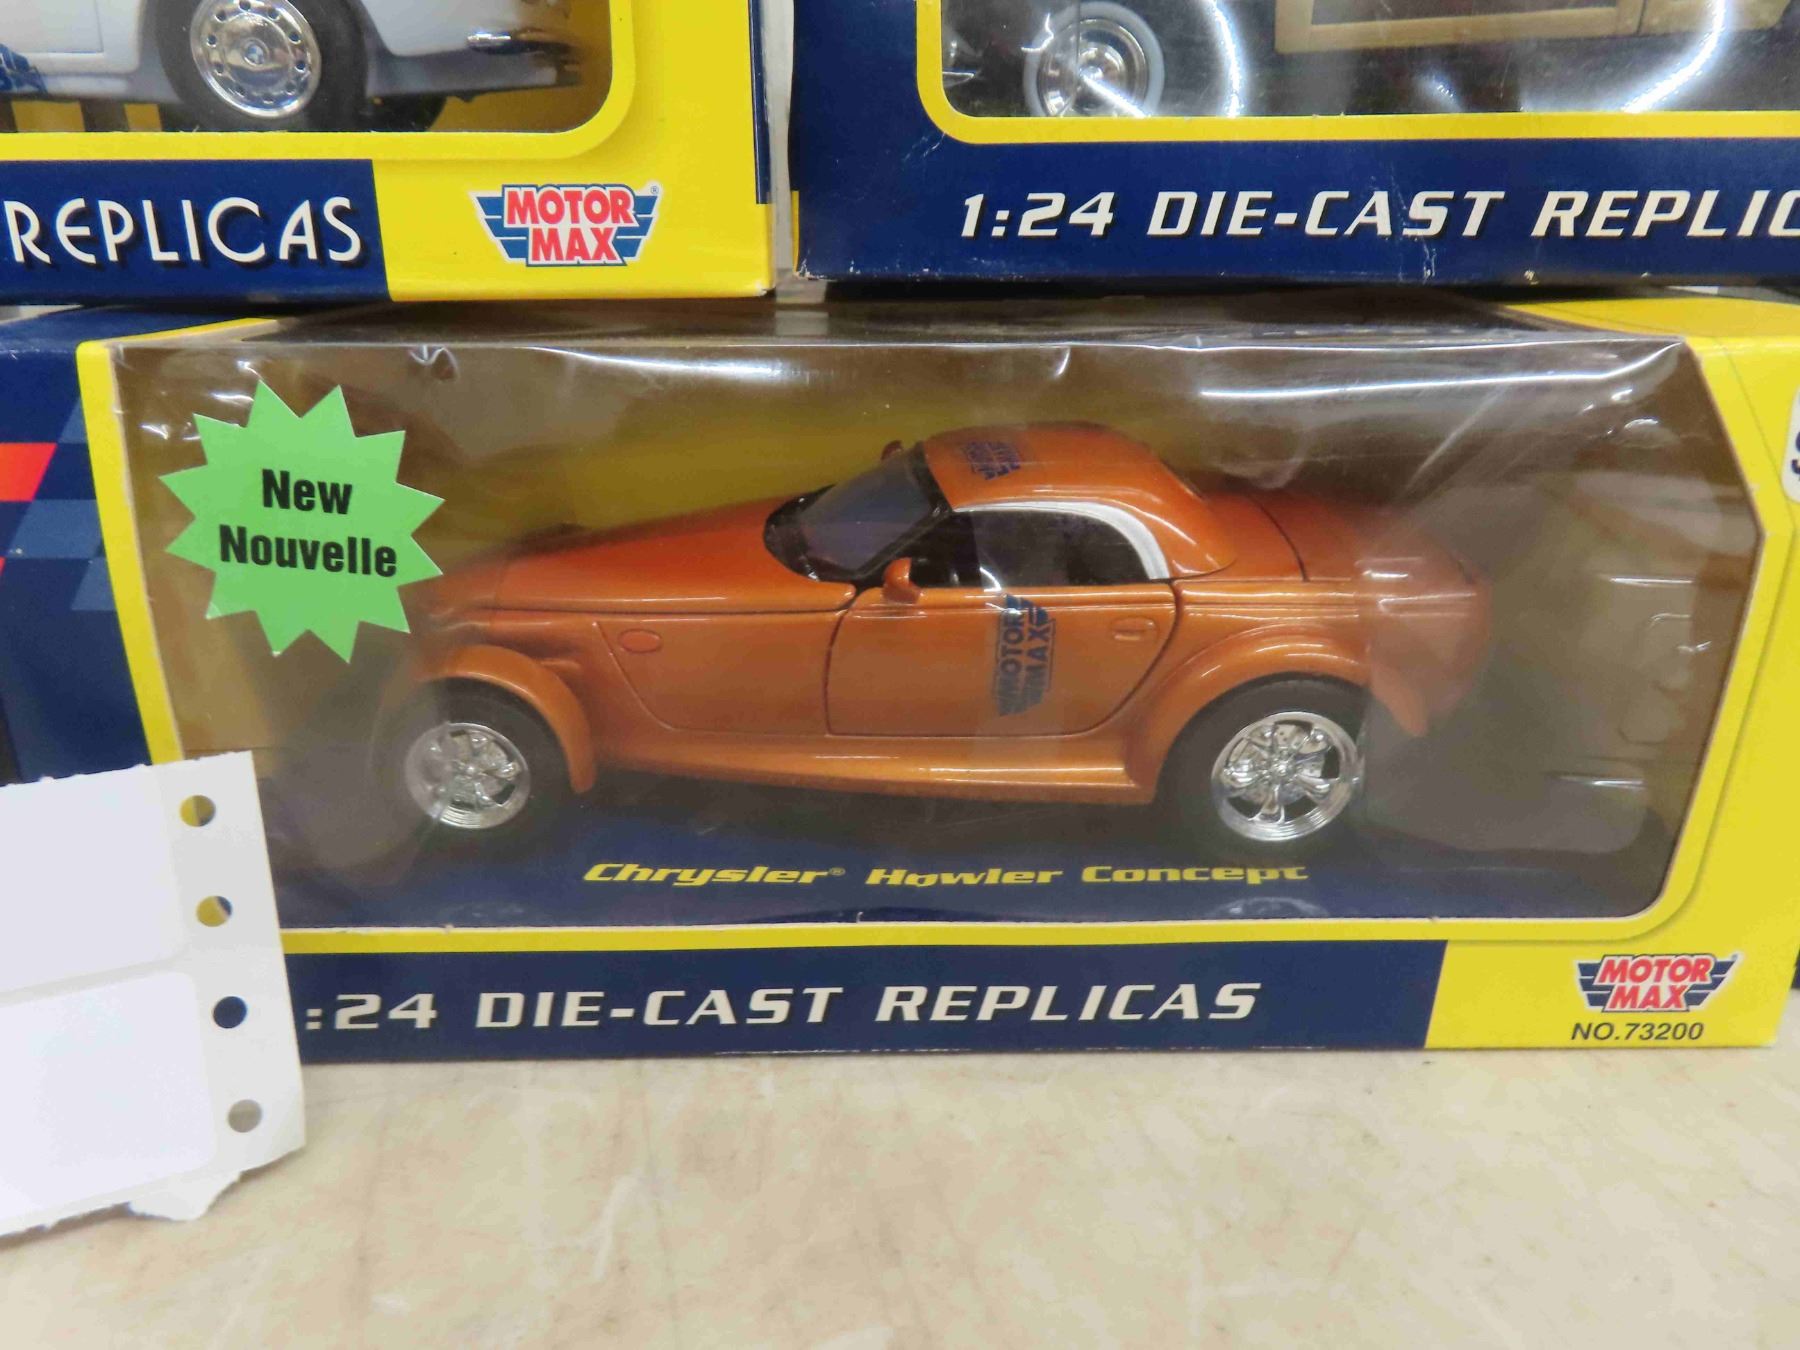 REPLICAS
MOTOR
MAX
1:24 DIE-CAST REPLIC
New
Nouvelle
MOTOR
MAX
MOTOR
MAX
Chrysler® Howler Concept
:24 DIE-CAST REPLICAS
MOTOR
MAX
NO.73200